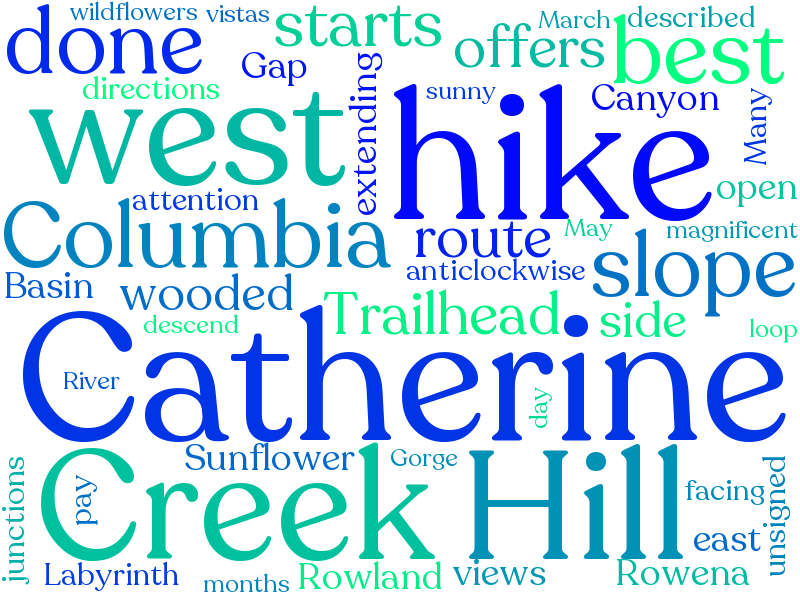 wildflowers vistas starts March described
done Gap offers best
directions
west extending sunny Canyon Many
hike
attention open
Columbia route May magnificent
Basin wooded anticlockwise slope
descend Trailhead side loop
Catherine
River day
Sunflower Gorge
junctions pay Creek Hill facing unsigned
east
Labyrinth months Rowland views Rowena